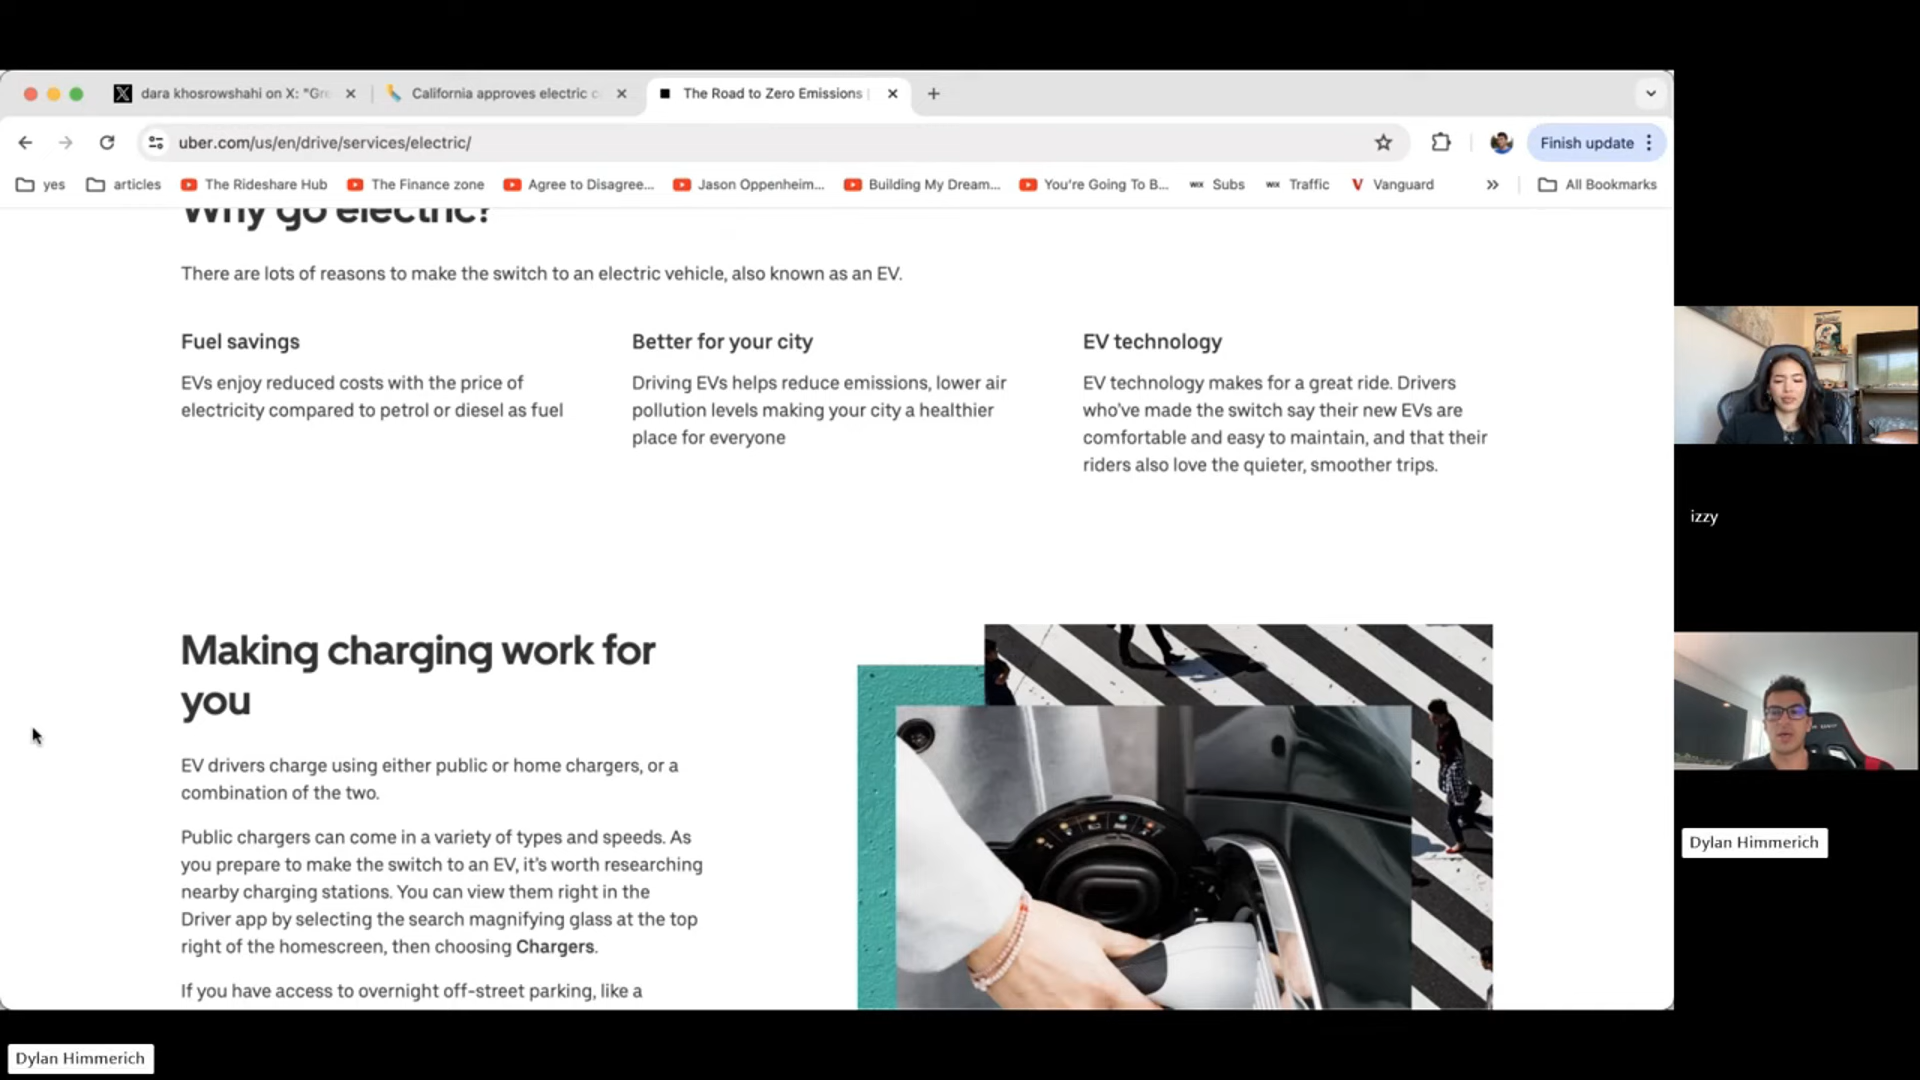 dara khosrowshahi on X: "Gre
California approves electric c
The Road to Zero Emissions |
uber.com/us/en/drive/services/electric/
Finish update
yes
articles
The Rideshare Hub
The Finance zone
Agree to Disagree...
Jason Oppenheim...
Building My Dream...
You're Going To B...
WIX Subs
WIX Traffic
Vanguard
All Bookmarks
Why go electric?
There are lots of reasons to make the switch to an electric vehicle, also known as an EV.
Fuel savings
EVs enjoy reduced costs with the price of
electricity compared to petrol or diesel as fuel
Better for your city
Driving EVs helps reduce emissions, lower air
pollution levels making your city a healthier
place for everyone
EV technology
EV technology makes for a great ride. Drivers
who've made the switch say their new EVs are
comfortable and easy to maintain, and that their
riders also love the quieter, smoother trips.
Making charging work for
you
EV drivers charge using either public or home chargers, or a
combination of the two.
Public chargers can come in a variety of types and speeds. As
you prepare to make the switch to an EV, it's worth researching
nearby charging stations. You can view them right in the
Driver app by selecting the search magnifying glass at the top
right of the homescreen, then choosing Chargers.
If you have access to overnight off-street parking, like a
izzy
Dylan Himmerich
Dylan Himmerich